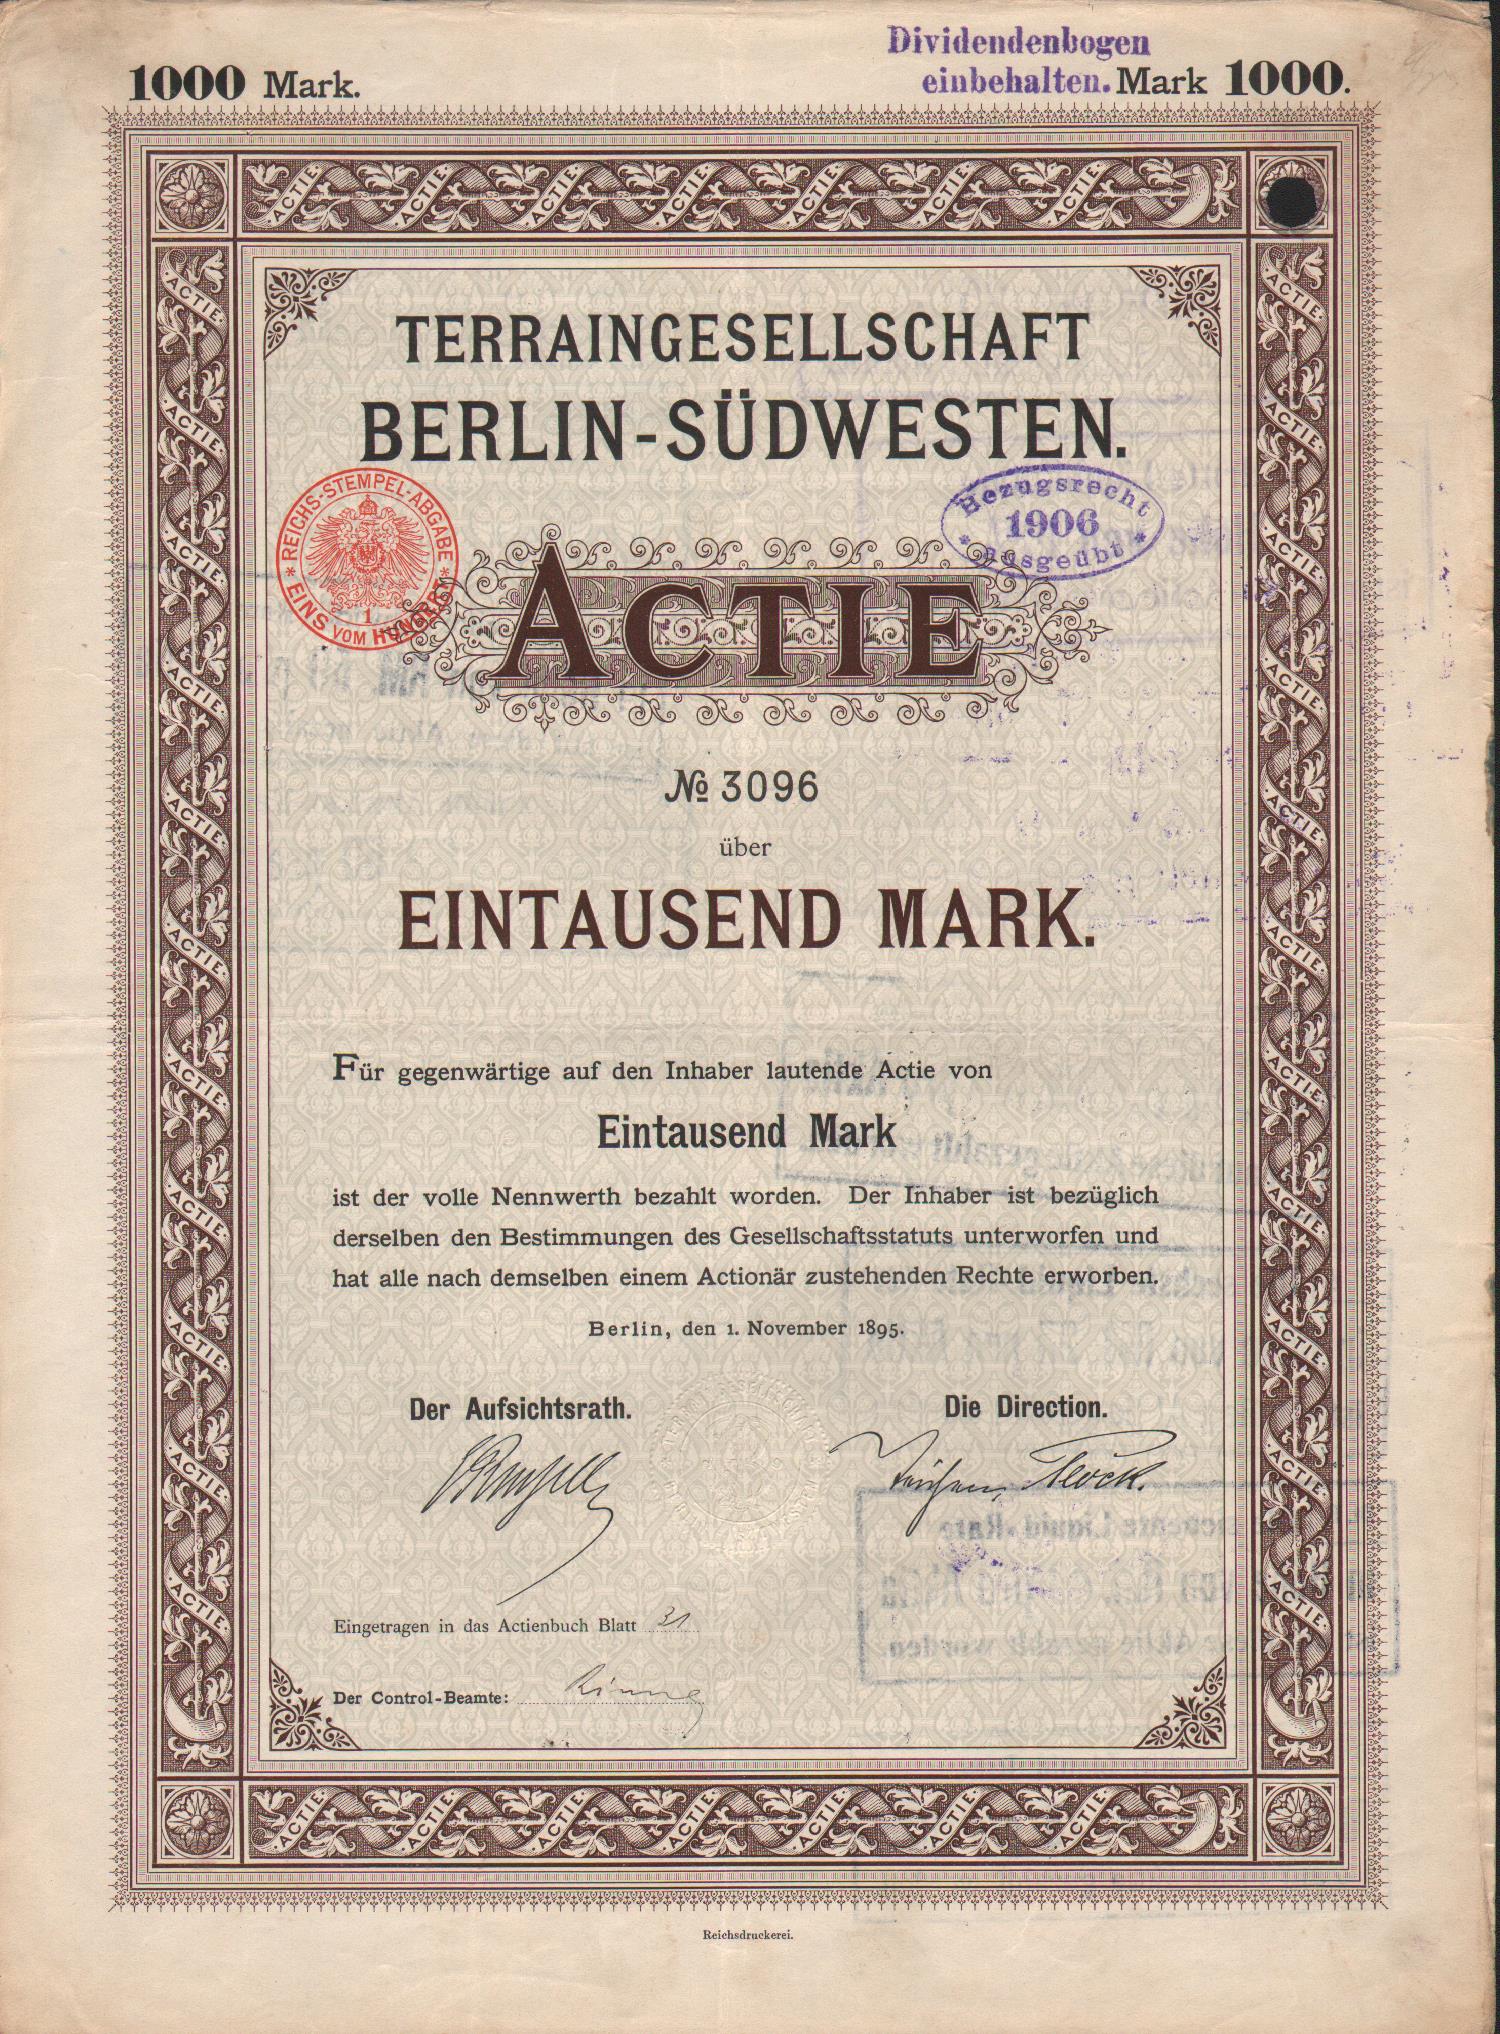 Dividendenbogen
einbehalten.
1000 Mark.
Mark 1000.
TERRAINGESELLSCHAFT
BERLIN-SÜDWESTEN.
REICHS-STEMPEL-ABGABE
1
* EINS VOM HUNDERT *
Bezugsrecht
1906
* Ausgeübt *
ACTIE
№ 3096
über
EINTAUSEND MARK.
Für gegenwärtige auf den Inhaber lautende Actie von
Eintausend Mark
ist der volle Nennwerth bezahlt worden. Der Inhaber ist bezüglich
derselben den Bestimmungen des Gesellschaftsstatuts unterworfen und
hat alle nach demselben einem Actionär zustehenden Rechte erworben.
Berlin, den 1. November 1895.
Der Aufsichtsrath.
Die Direction.
Eingetragen in das Actienbuch Blatt 31
Der Control-Beamte:
Reichsdruckerei.